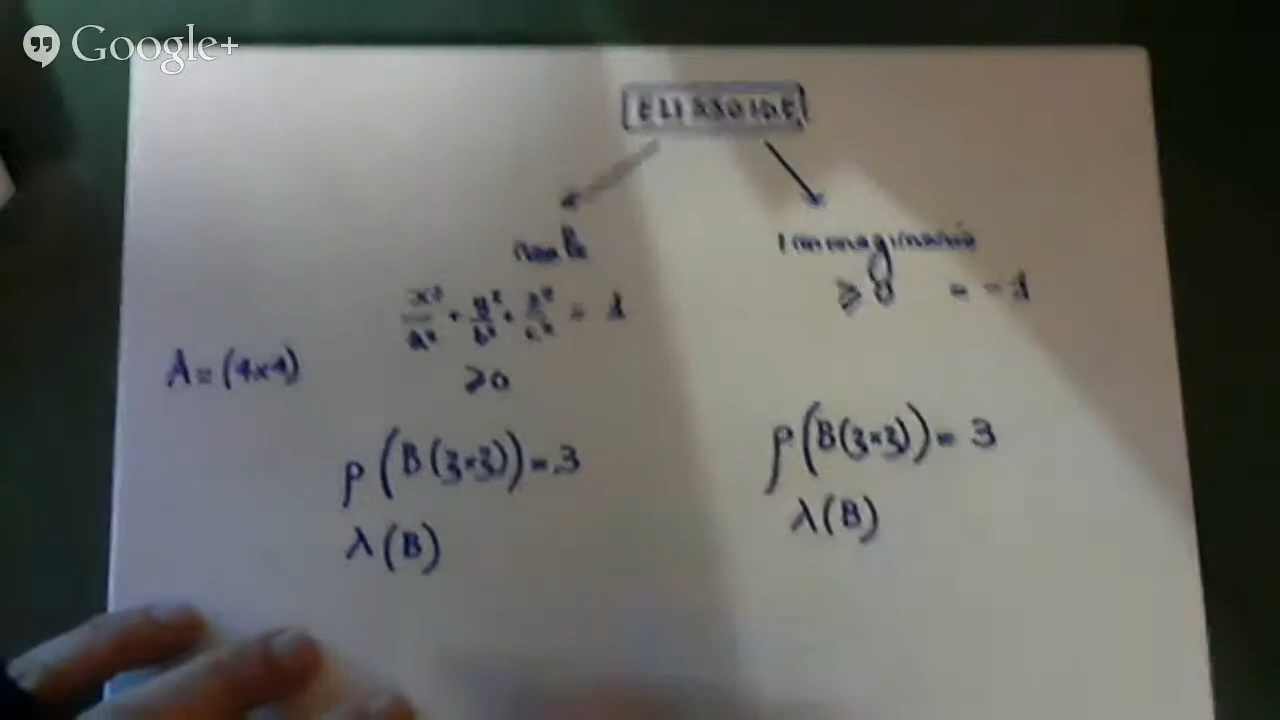 Google+
ELISSOIDE
reale
immaginario
x²/a² + y²/b² + z²/c² = 1
≥ 0 = -1
A = (4×4)
≥0
ρ(B(3×3)) = 3
ρ(B(3×3)) = 3
λ(B)
λ(B)